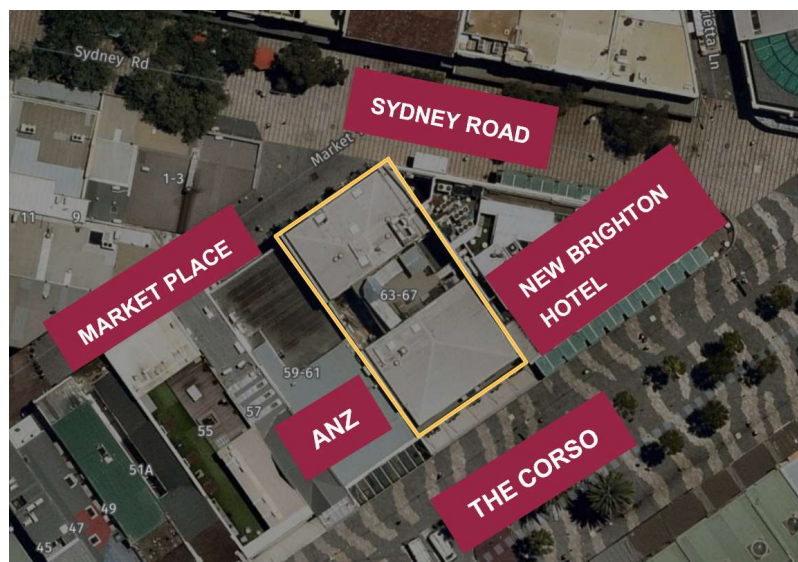 Sydney Rd
SYDNEY ROAD
Market
1-3
11
9
MARKET PLACE
NEW BRIGHTON
HOTEL
63-67
59-61
57
55
ANZ
51A
THE CORSO
49
47
45